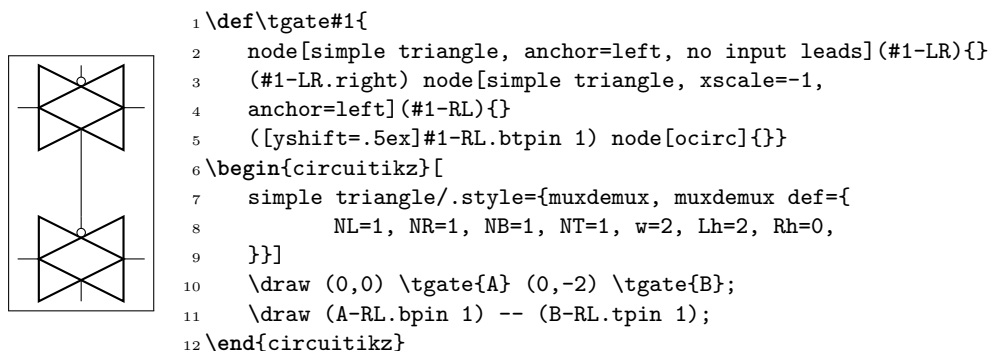 1 \def\tgate#1{
2 node[simple triangle, anchor=left, no input leads](#1-LR){}
3 (#1-LR.right) node[simple triangle, xscale=-1,
4 anchor=left](#1-RL){}
5 ([yshift=.5ex]#1-RL.btpin 1) node[ocirc]{}}
6 \begin{circuitikz}[
7 simple triangle/.style={muxdemux, muxdemux def={
8 NL=1, NR=1, NB=1, NT=1, w=2, Lh=2, Rh=0,
9 }}]
10 \draw (0,0) \tgate{A} (0,-2) \tgate{B};
11 \draw (A-RL.bpin 1) -- (B-RL.tpin 1);
12 \end{circuitikz}